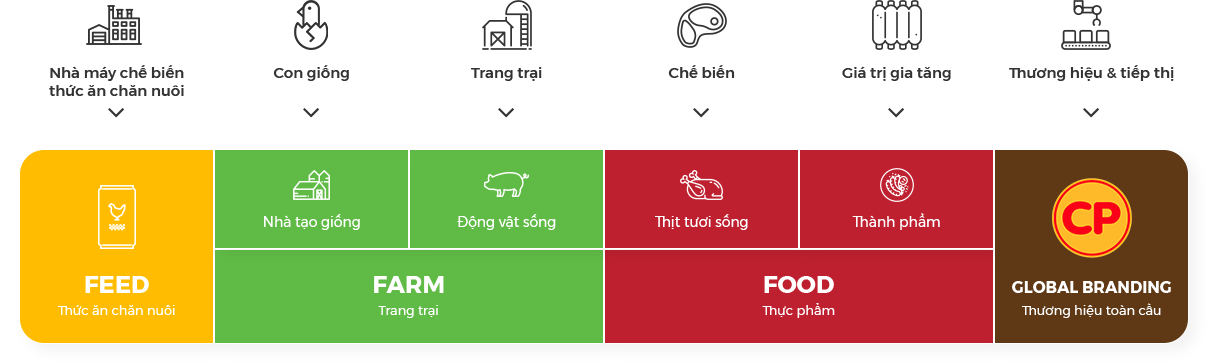 Nhà máy chế biến
thức ăn chăn nuôi
Con giống
Trang trại
Chế biến
Giá trị gia tăng
Thương hiệu & tiếp thị
Nhà tạo giống
Động vật sống
Thịt tươi sống
Thành phẩm
CP
FEED
Thức ăn chăn nuôi
FARM
Trang trại
FOOD
Thực phẩm
GLOBAL BRANDING
Thương hiệu toàn cầu